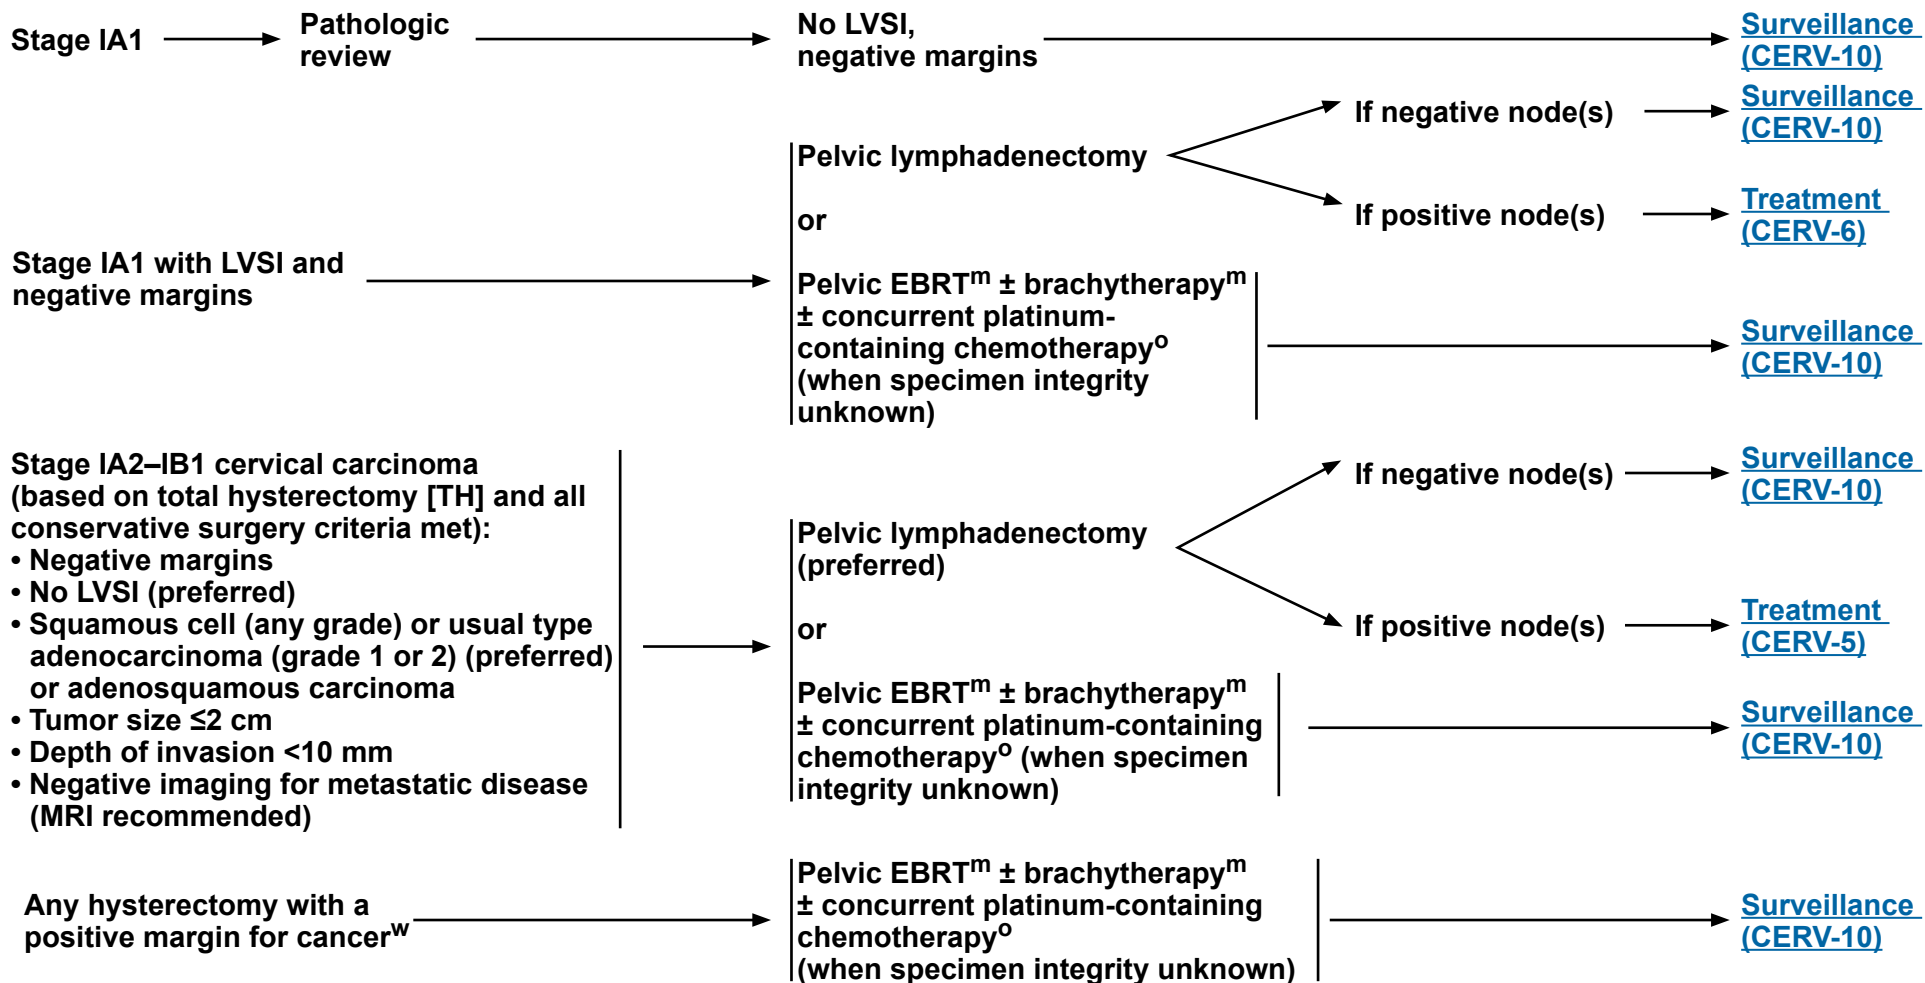 Stage IA1
Pathologic
review
No LVSI,
negative margins
Surveillance
(CERV-10)
Stage IA1 with LVSI and
negative margins
Pelvic lymphadenectomy
If negative node(s)
Surveillance
(CERV-10)
If positive node(s)
Treatment
(CERV-6)
or
Pelvic EBRTm ± brachytherapym
± concurrent platinum-
containing chemotherapyo
(when specimen integrity
unknown)
Surveillance
(CERV-10)
Stage IA2–IB1 cervical carcinoma
(based on total hysterectomy [TH] and all
conservative surgery criteria met):
• Negative margins
• No LVSI (preferred)
• Squamous cell (any grade) or usual type
adenocarcinoma (grade 1 or 2) (preferred)
or adenosquamous carcinoma
• Tumor size ≤2 cm
• Depth of invasion <10 mm
• Negative imaging for metastatic disease
(MRI recommended)
Pelvic lymphadenectomy
(preferred)
If negative node(s)
Surveillance
(CERV-10)
If positive node(s)
Treatment
(CERV-5)
or
Pelvic EBRTm ± brachytherapym
± concurrent platinum-containing
chemotherapyo (when specimen
integrity unknown)
Surveillance
(CERV-10)
Any hysterectomy with a
positive margin for cancerw
Pelvic EBRTm ± brachytherapym
± concurrent platinum-containing
chemotherapyo
(when specimen integrity unknown)
Surveillance
(CERV-10)